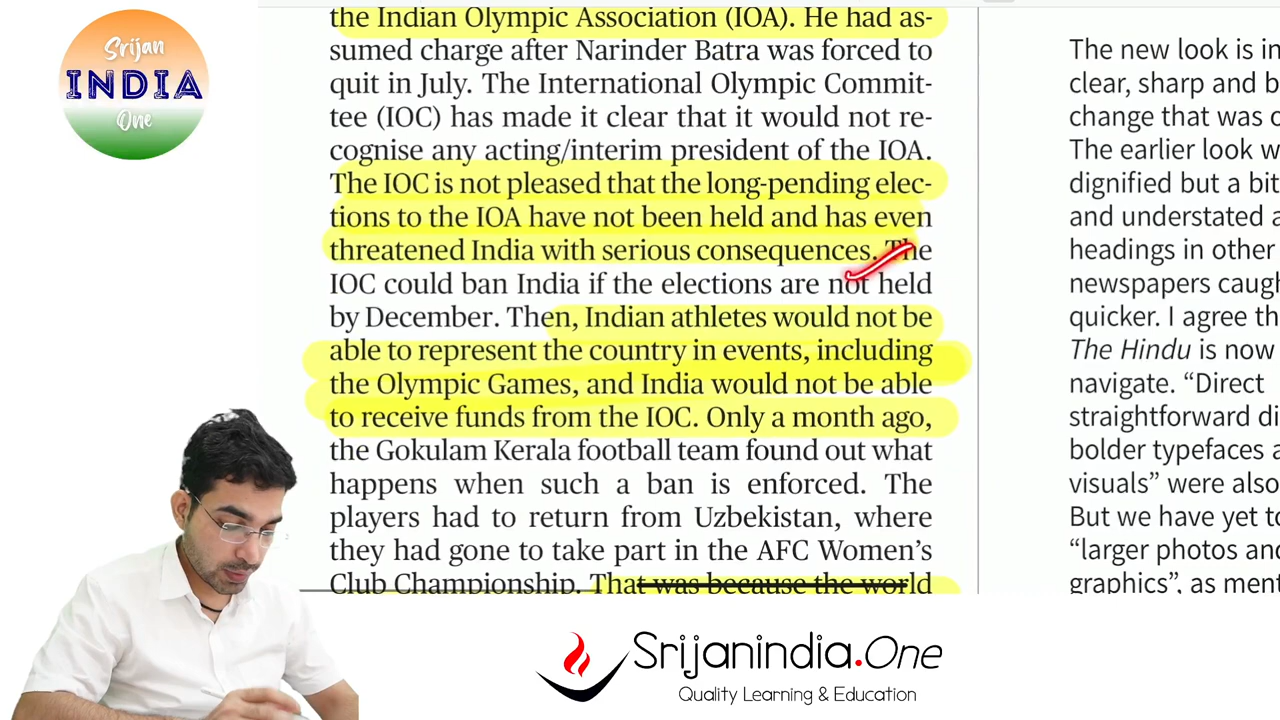 Srijan
INDIA
One
the Indian Olympic Association (IOA). He had as-
sumed charge after Narinder Batra was forced to
quit in July. The International Olympic Commit-
tee (IOC) has made it clear that it would not re-
cognise any acting/interim president of the IOA.
The IOC is not pleased that the long-pending elec-
tions to the IOA have not been held and has even
threatened India with serious consequences. The
IOC could ban India if the elections are not held
by December. Then, Indian athletes would not be
able to represent the country in events, including
the Olympic Games, and India would not be able
to receive funds from the IOC. Only a month ago,
the Gokulam Kerala football team found out what
happens when such a ban is enforced. The
players had to return from Uzbekistan, where
they had gone to take part in the AFC Women's
Club Championship. That was because the world
The new look is in
clear, sharp and b
change that was
The earlier look w
dignified but a bit
and understated a
headings in other
newspapers caugh
quicker. I agree th
The Hindu is now
navigate. "Direct
straightforward di
bolder typefaces a
visuals" were also
But we have yet to
"larger photos and
graphics", as ment
Srijanindia.One
Quality Learning & Education